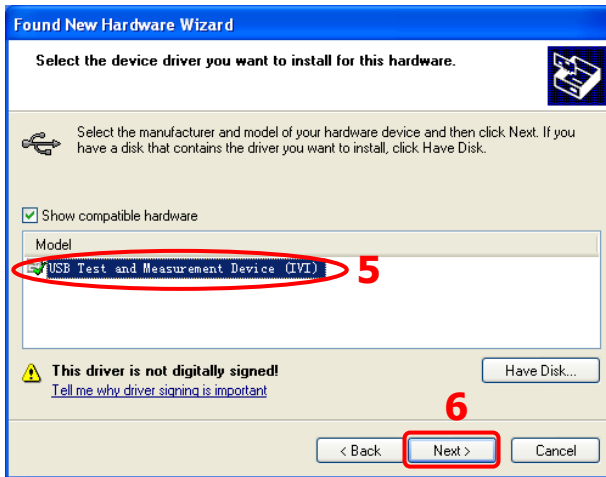 Found New Hardware Wizard
Select the device driver you want to install for this hardware.
Select the manufacturer and model of your hardware device and then click Next. If you
have a disk that contains the driver you want to install, click Have Disk.
Show compatible hardware
Model
USB Test and Measurement Device (IVI)
5
This driver is not digitally signed!
Have Disk...
Tell me why driver signing is important
6
< Back
Next >
Cancel